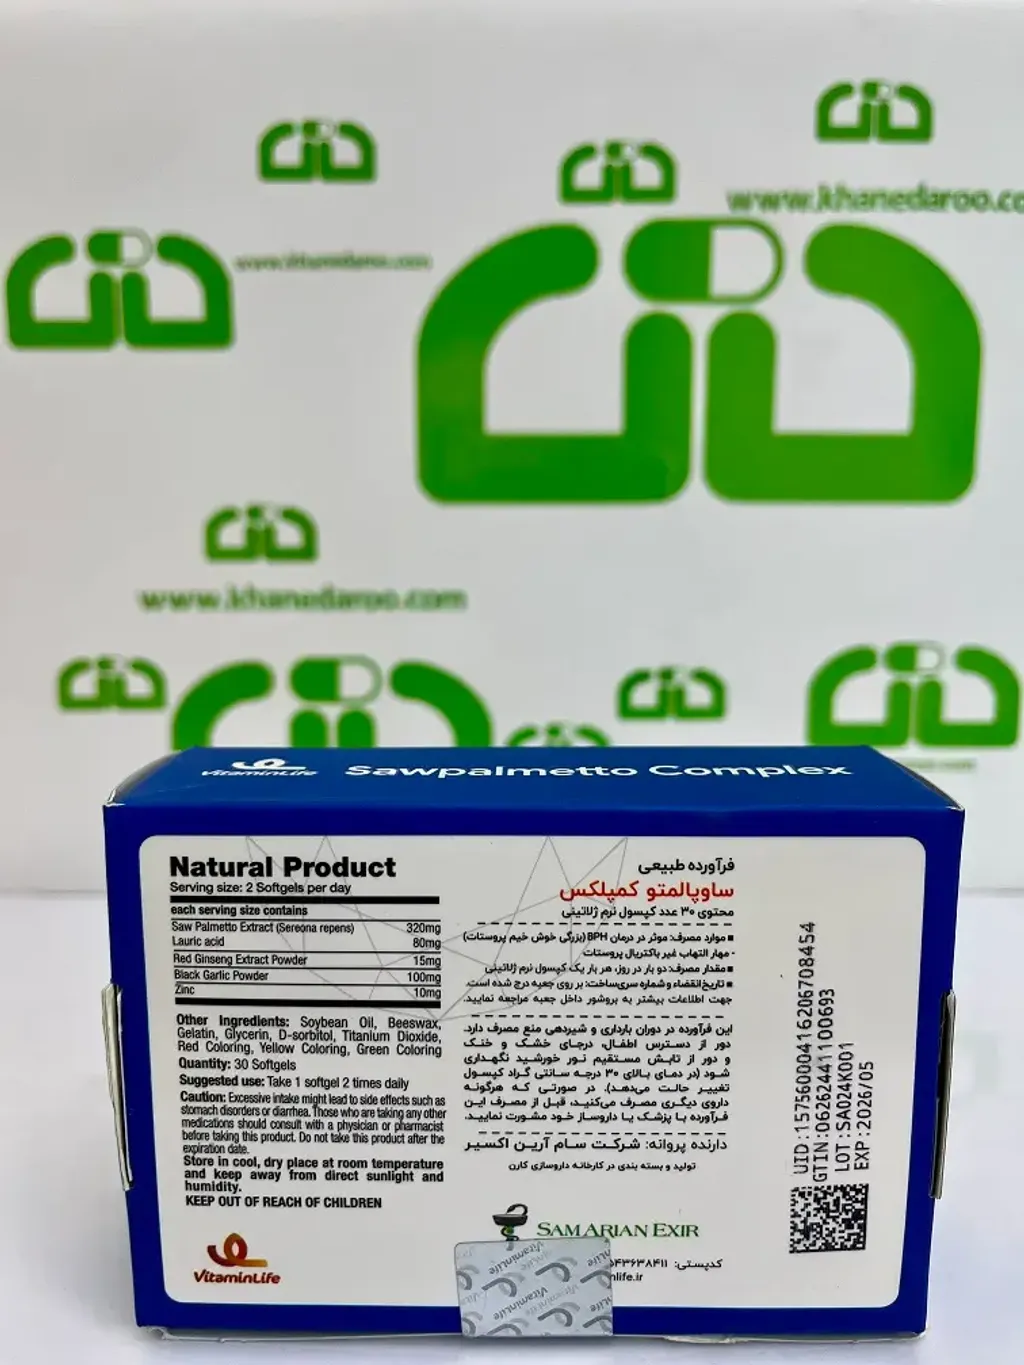 www.khanedaroo.co
www.khanedaroo.com
www.khanedaroo.com
VitaminLife
Sawpalmetto Complex
Natural Product
Serving size: 2 Softgels per day
each serving size contains
Saw Palmetto Extract (Sereona repens) 320mg
Lauric acid 80mg
Red Ginseng Extract Powder 15mg
Black Garlic Powder 100mg
Zinc 10mg
Other Ingredients: Soybean Oil, Beeswax,
Gelatin, Glycerin, D-sorbitol, Titanium Dioxide,
Red Coloring, Yellow Coloring, Green Coloring
Quantity: 30 Softgels
Suggested use: Take 1 softgel 2 times daily
Caution: Excessive intake might lead to side effects such as
stomach disorders or diarrhea. Those who are taking any other
medications should consult with a physician or pharmacist
before taking this product. Do not take this product after the
expiration date.
Store in cool, dry place at room temperature
and keep away from direct sunlight and
humidity.
KEEP OUT OF REACH OF CHILDREN
VitaminLife
فرآورده طبیعی
ساوپالمتو کمپلکس
محتوی ۳۰ عدد کپسول نرم ژلاتینی
■ موارد مصرف: موثر در درمان BPH (بزرگی خوش خیم پروستات)
- مهار التهاب غیر باکتریال پروستات
■ مقدار مصرف: دو بار در روز، هر بار یک کپسول نرم ژلاتینی
■ تاریخ انقضاء و شماره سری ساخت: بر روی جعبه درج شده است.
جهت اطلاعات بیشتر به بروشور داخل جعبه مراجعه نمایید.
این فرآورده در دوران بارداری و شیردهی منع مصرف دارد.
دور از دسترس اطفال، درجای خشک و خنک
و دور از تابش مستقیم نور خورشید نگهداری
شود (در دمای بالای ۳۰ درجه سانتی گراد کپسول
تغییر حالت می‌دهد). در صورتی که هرگونه
داروی دیگری مصرف می‌کنید، قبل از مصرف این
فرآورده با پزشک یا داروساز خود مشورت نمایید.
دارنده پروانه: شرکت سام آرین اکسیر
تولید و بسته بندی در کارخانه داروسازی کارن
SAM ARIAN EXIR
کدپستی: ۵۴۳۶۳۸۴۱۱
nlife.ir
VitaminLife
UID :15756000416206708454
GTIN:06262441100693
LOT :SA024K001
EXP :2026/05